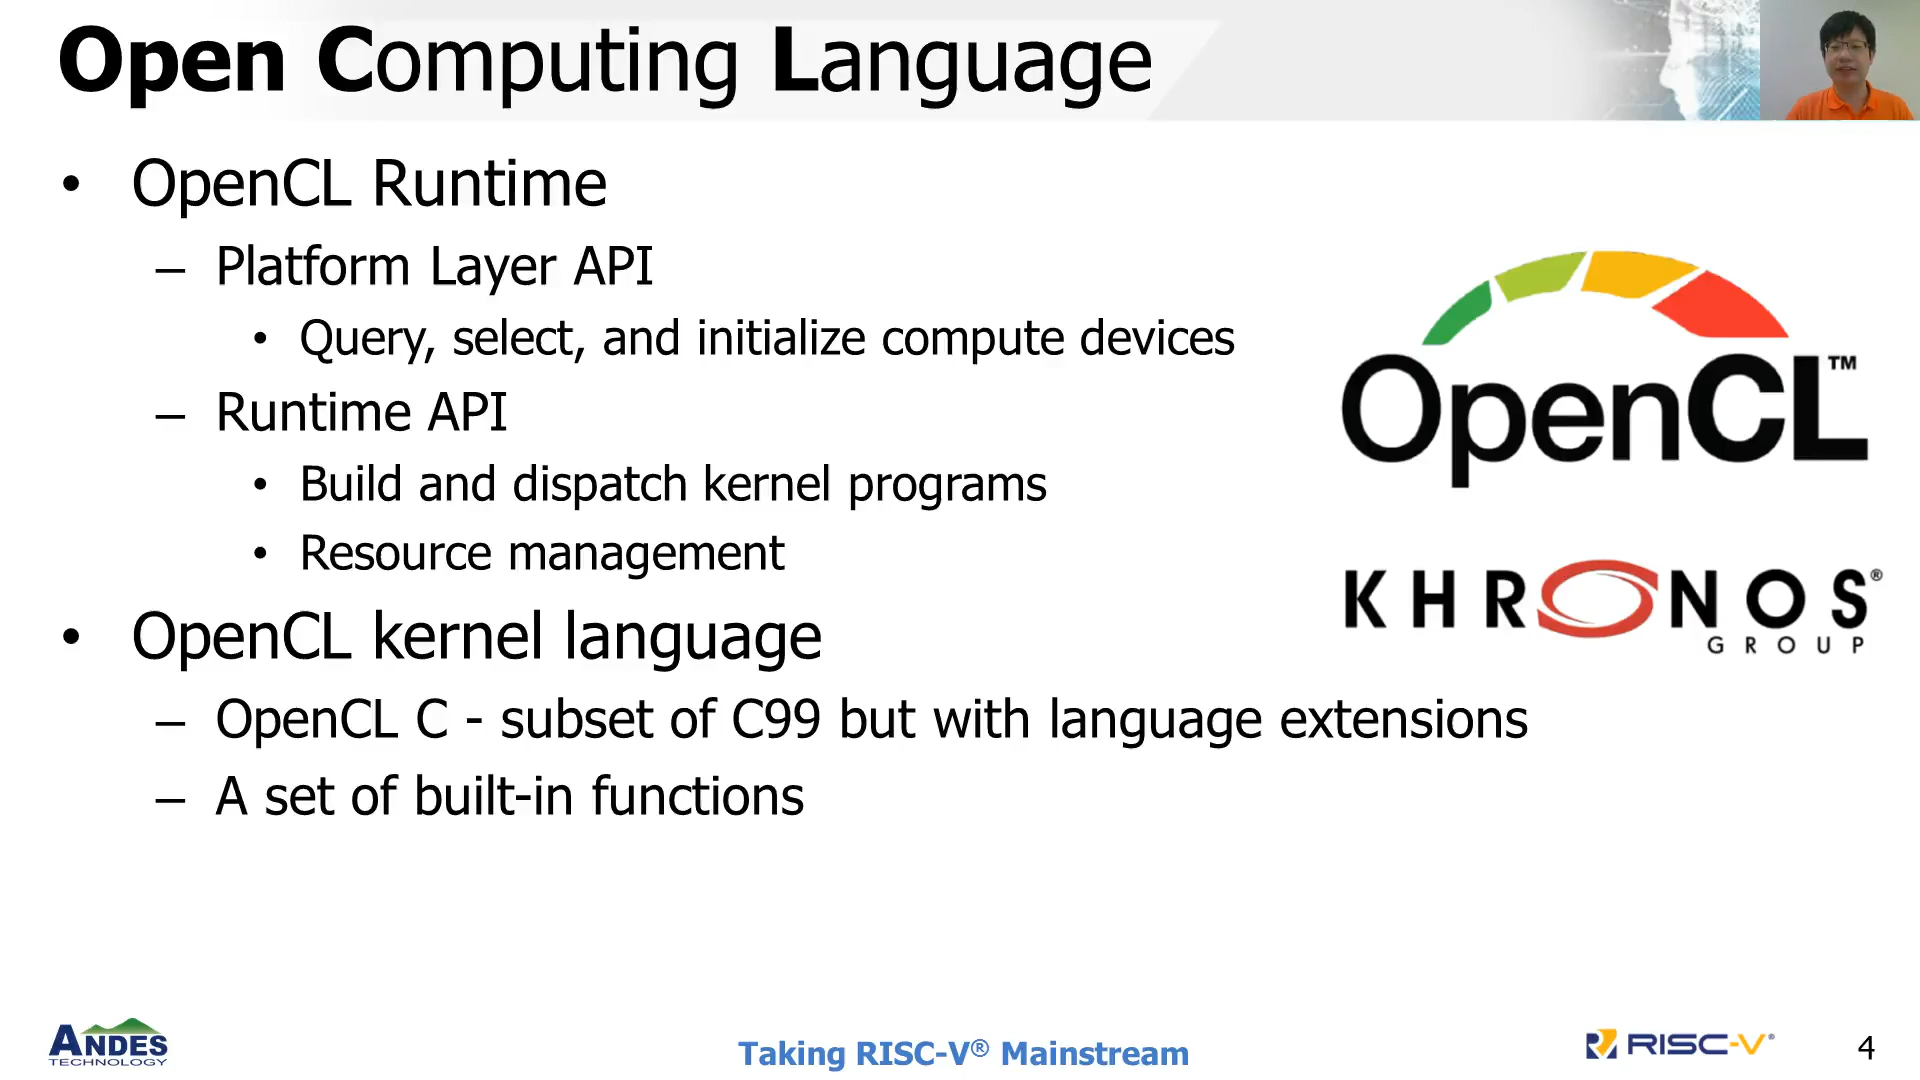 Open Computing Language
• OpenCL Runtime
– Platform Layer API
• Query, select, and initialize compute devices
– Runtime API
• Build and dispatch kernel programs
• Resource management
• OpenCL kernel language
– OpenCL C - subset of C99 but with language extensions
– A set of built-in functions
OpenCL™
KHRONOS®
GROUP
ANDES
TECHNOLOGY
Taking RISC-V® Mainstream
RISC-V®
4